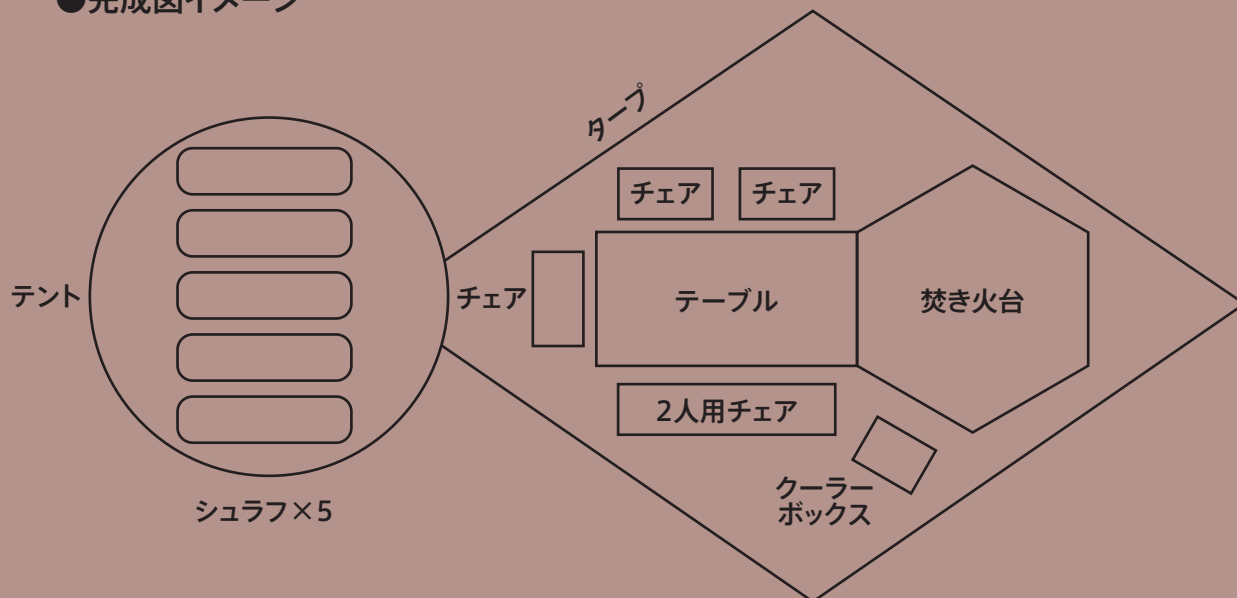 ●完成図イメージ
タープ
チェア
チェア
テント
チェア
テーブル
焚き火台
2人用チェア
クーラー
ボックス
シュラフ×5